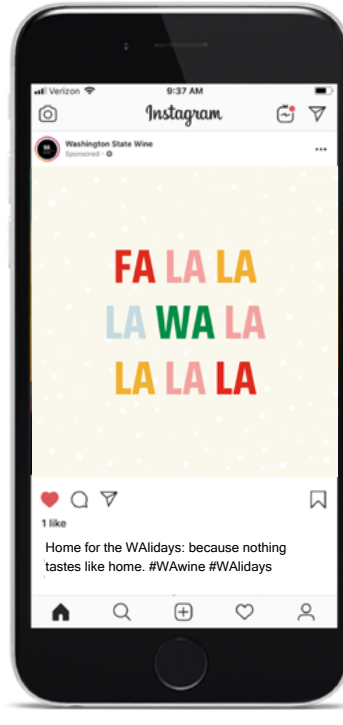 Verizon 9:37 AM
Instagram
Washington State Wine
Sponsored
FA LA LA
LA WA LA
LA LA LA
1 like
Home for the WAlidays: because nothing
tastes like home. #WAwine #WAlidays